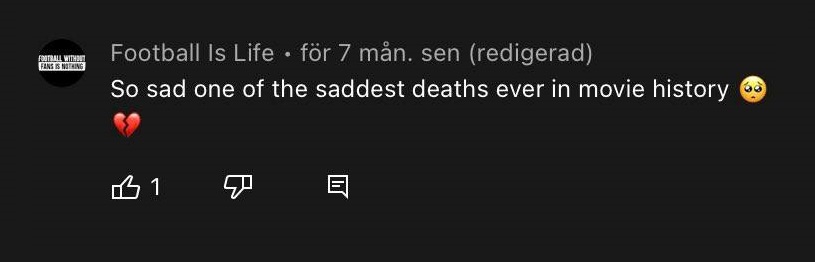 FOOTBALL WITHOUT
FANS IS NOTHING
Football Is Life • för 7 mån. sen (redigerad)
So sad one of the saddest deaths ever in movie history 🥺
💔
1